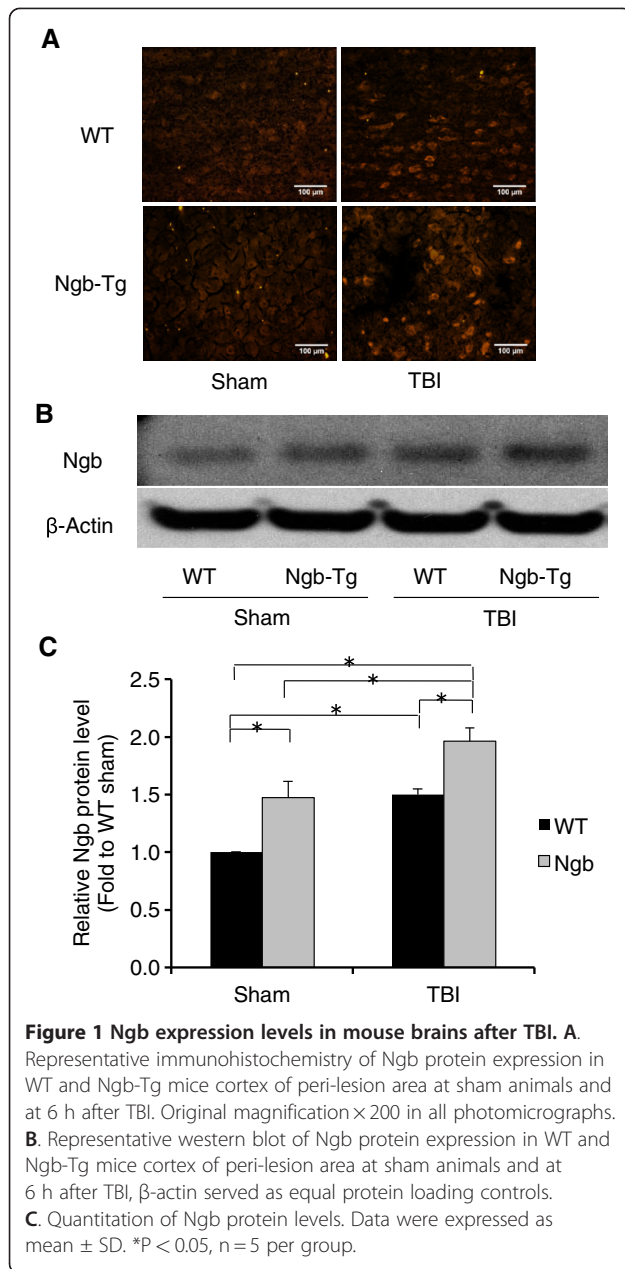 A
WT
100 µm
100 µm
Ngb-Tg
100 µm
100 µm
Sham TBI
B
Ngb
β-Actin
WT Ngb-Tg WT Ngb-Tg
Sham TBI
C
Relative Ngb protein level
(Fold to WT sham)
2.5
2.0
1.5
1.0
0.5
0.0
*
*
*
*
*
WT
Ngb
Sham TBI
Figure 1 Ngb expression levels in mouse brains after TBI. A.
Representative immunohistochemistry of Ngb protein expression in
WT and Ngb-Tg mice cortex of peri-lesion area at sham animals and
at 6 h after TBI. Original magnification × 200 in all photomicrographs.
B. Representative western blot of Ngb protein expression in WT and
Ngb-Tg mice cortex of peri-lesion area at sham animals and at
6 h after TBI, β-actin served as equal protein loading controls.
C. Quantitation of Ngb protein levels. Data were expressed as
mean ± SD. *P < 0.05, n = 5 per group.